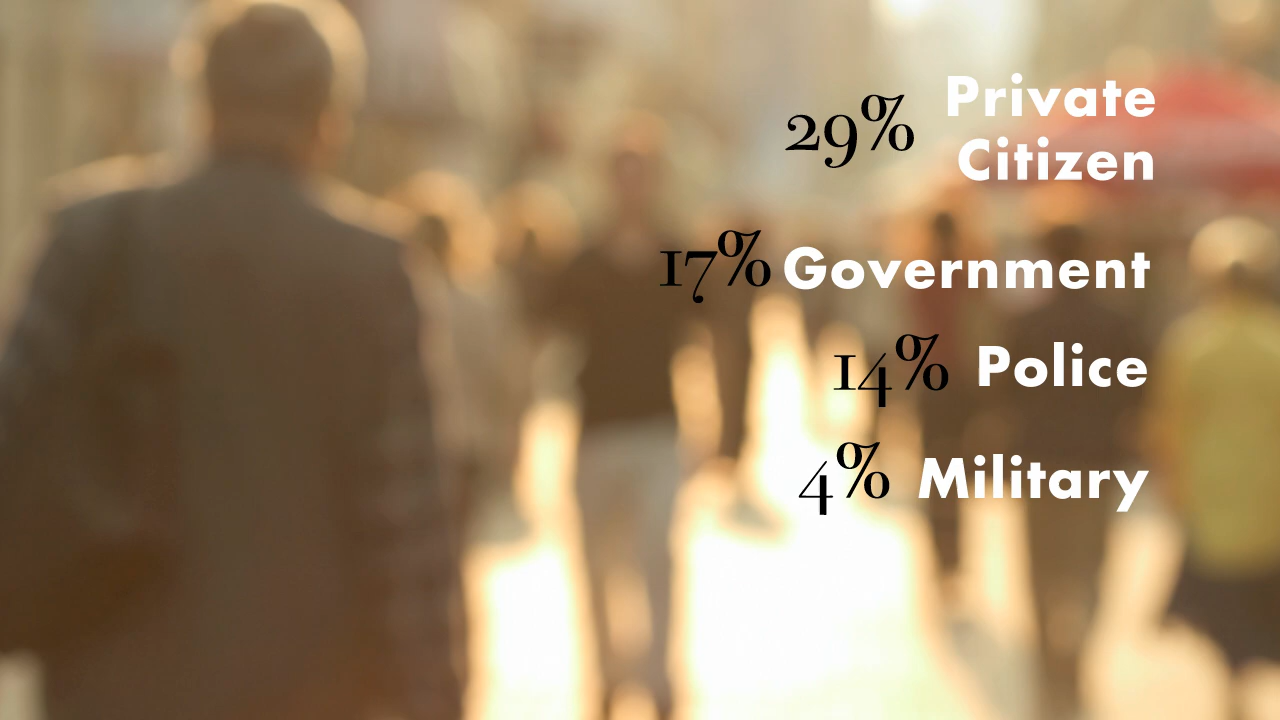 29% Private
Citizen
17% Government
14% Police
4% Military